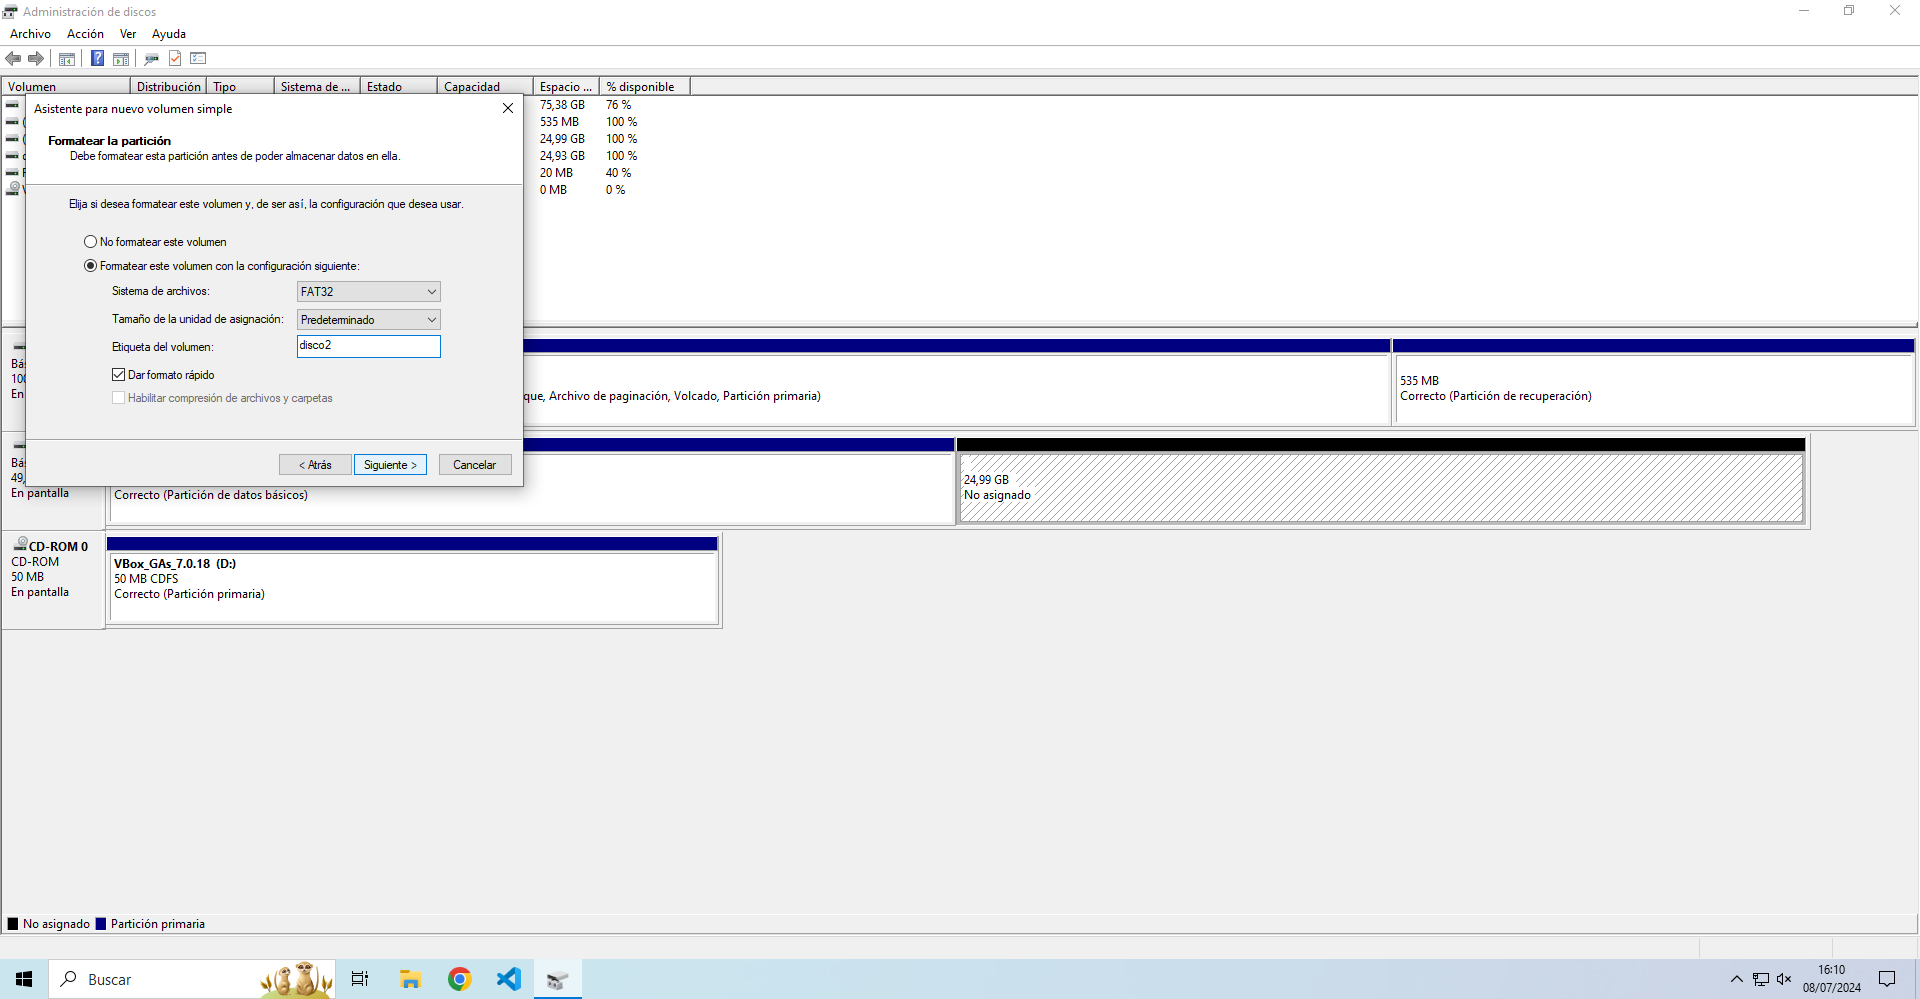 Administración de discos
Archivo Acción Ver Ayuda
Volumen Distribución Tipo Sistema de ... Estado Capacidad Espacio ... % disponible
75,38 GB 76 %
535 MB 100 %
24,99 GB 100 %
24,93 GB 100 %
20 MB 40 %
0 MB 0 %
Asistente para nuevo volumen simple
Formatear la partición
Debe formatear esta partición antes de poder almacenar datos en ella.
Elija si desea formatear este volumen y, de ser así, la configuración que desea usar.
No formatear este volumen
Formatear este volumen con la configuración siguiente:
Sistema de archivos: FAT32
Tamaño de la unidad de asignación: Predeterminado
Etiqueta del volumen: disco2
Dar formato rápido
Habilitar compresión de archivos y carpetas
< Atrás Siguiente > Cancelar
que, Archivo de paginación, Volcado, Partición primaria)
535 MB
Correcto (Partición de recuperación)
En pantalla
Correcto (Partición de datos básicos)
24,99 GB
No asignado
CD-ROM 0
CD-ROM
50 MB
En pantalla
VBox_GAs_7.0.18 (D:)
50 MB CDFS
Correcto (Partición primaria)
No asignado Partición primaria
Buscar
16:10
08/07/2024